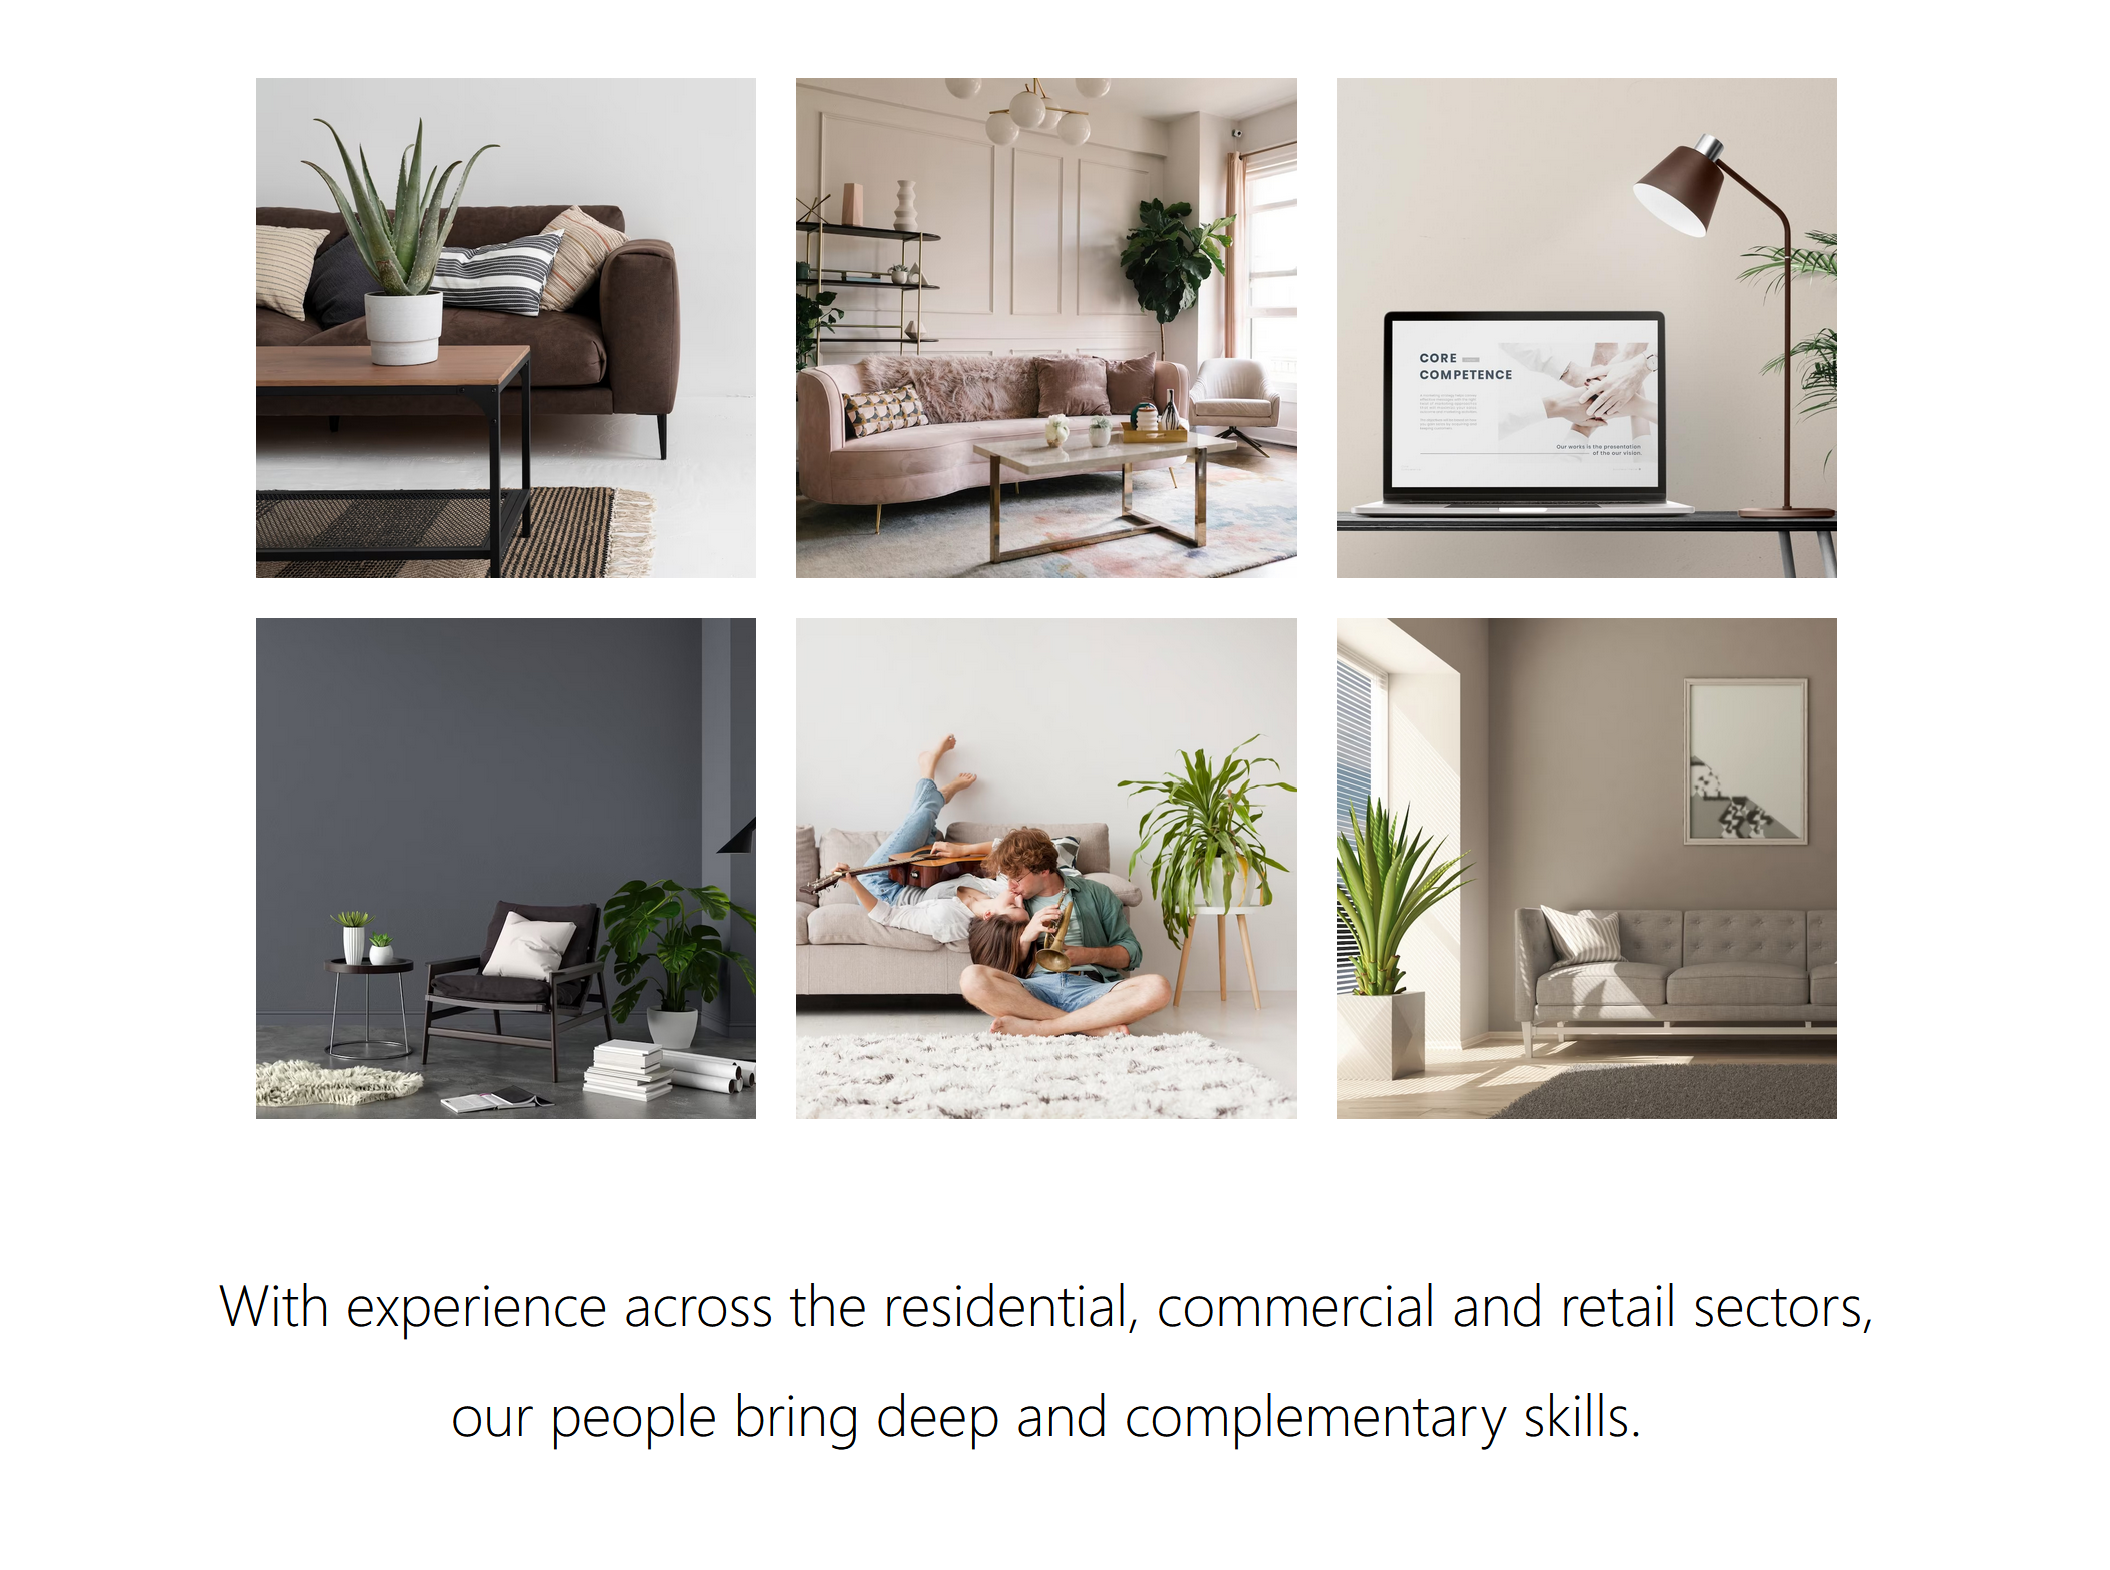 CORE
COMPETENCE
Our works is the presentation
of the our vision.
With experience across the residential, commercial and retail sectors,
our people bring deep and complementary skills.